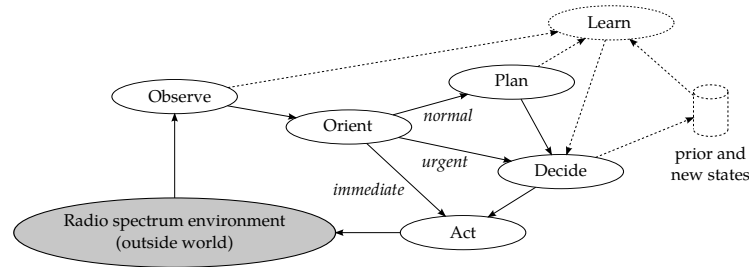 Learn
Plan
Observe
normal
Orient
urgent
prior and
new states
Decide
immediate
Radio spectrum environment
(outside world)
Act